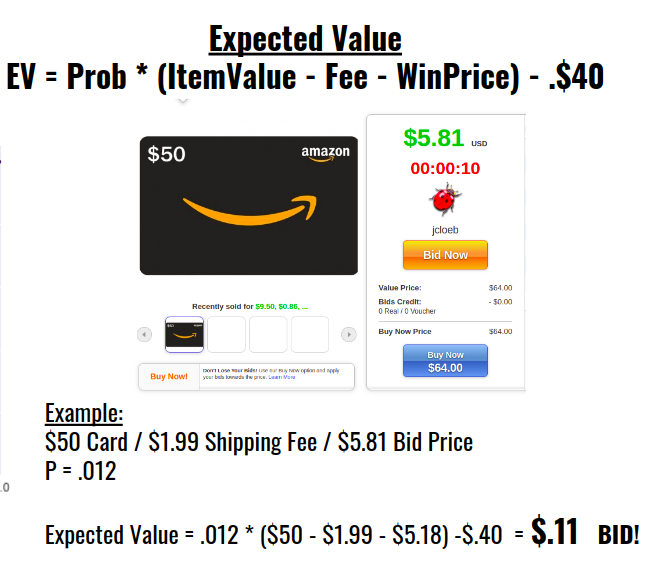 Expected Value
EV = Prob * (ItemValue - Fee - WinPrice) - .$40
$50
amazon
$5.81 USD
00:00:10
jcloeb
Bid Now
Value Price: $64.00
Bids Credit: - $0.00
0 Real / 0 Voucher
Buy Now Price $64.00
Buy Now
$64.00
Recently sold for $9.50, $0.86, ...
Buy Now!
Don't Lose Your Bids! Use our Buy Now option and apply
your bids towards the price. Learn More
Example:
$50 Card / $1.99 Shipping Fee / $5.81 Bid Price
P = .012
.0
Expected Value = .012 * ($50 - $1.99 - $5.18) -$.40 = $.11 BID!